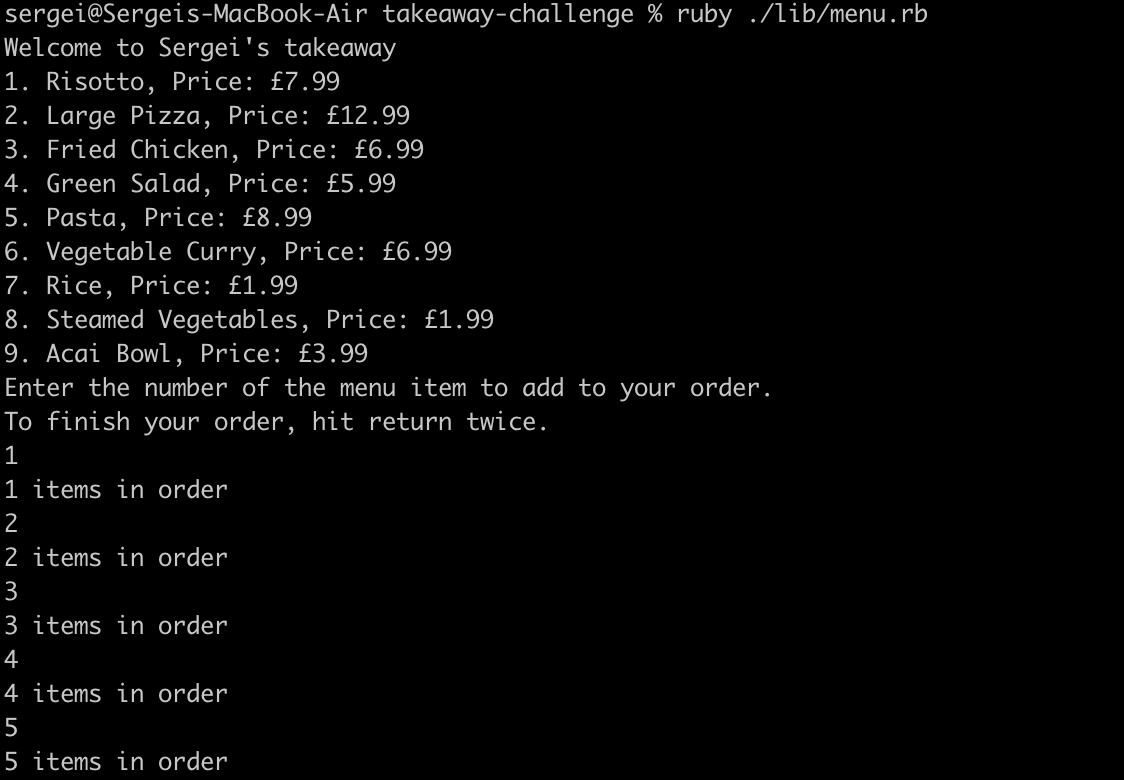 sergei@Sergeis-MacBook-Air takeaway-challenge % ruby ./lib/menu.rb
Welcome to Sergei's takeaway
1. Risotto, Price: £7.99
2. Large Pizza, Price: £12.99
3. Fried Chicken, Price: £6.99
4. Green Salad, Price: £5.99
5. Pasta, Price: £8.99
6. Vegetable Curry, Price: £6.99
7. Rice, Price: £1.99
8. Steamed Vegetables, Price: £1.99
9. Acai Bowl, Price: £3.99
Enter the number of the menu item to add to your order.
To finish your order, hit return twice.
1
1 items in order
2
2 items in order
3
3 items in order
4
4 items in order
5
5 items in order